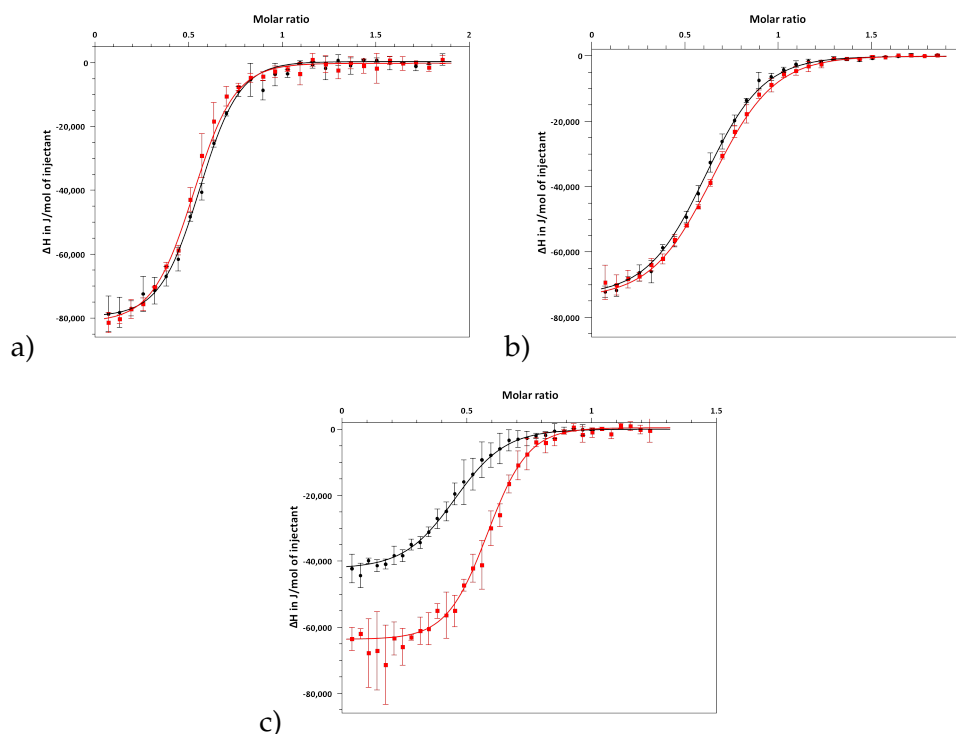 Molar ratio
0 0.5 1 1.5 2
0
-20,000
-40,000
-60,000
-80,000
ΔH in J/mol of injectant
a)
Molar ratio
0 0.5 1 1.5
0
-20,000
-40,000
-60,000
-80,000
ΔH in J/mol of injectant
b)
Molar ratio
0 0.5 1 1.5
0
-20,000
-40,000
-60,000
-80,000
ΔH in J/mol of injectant
c)